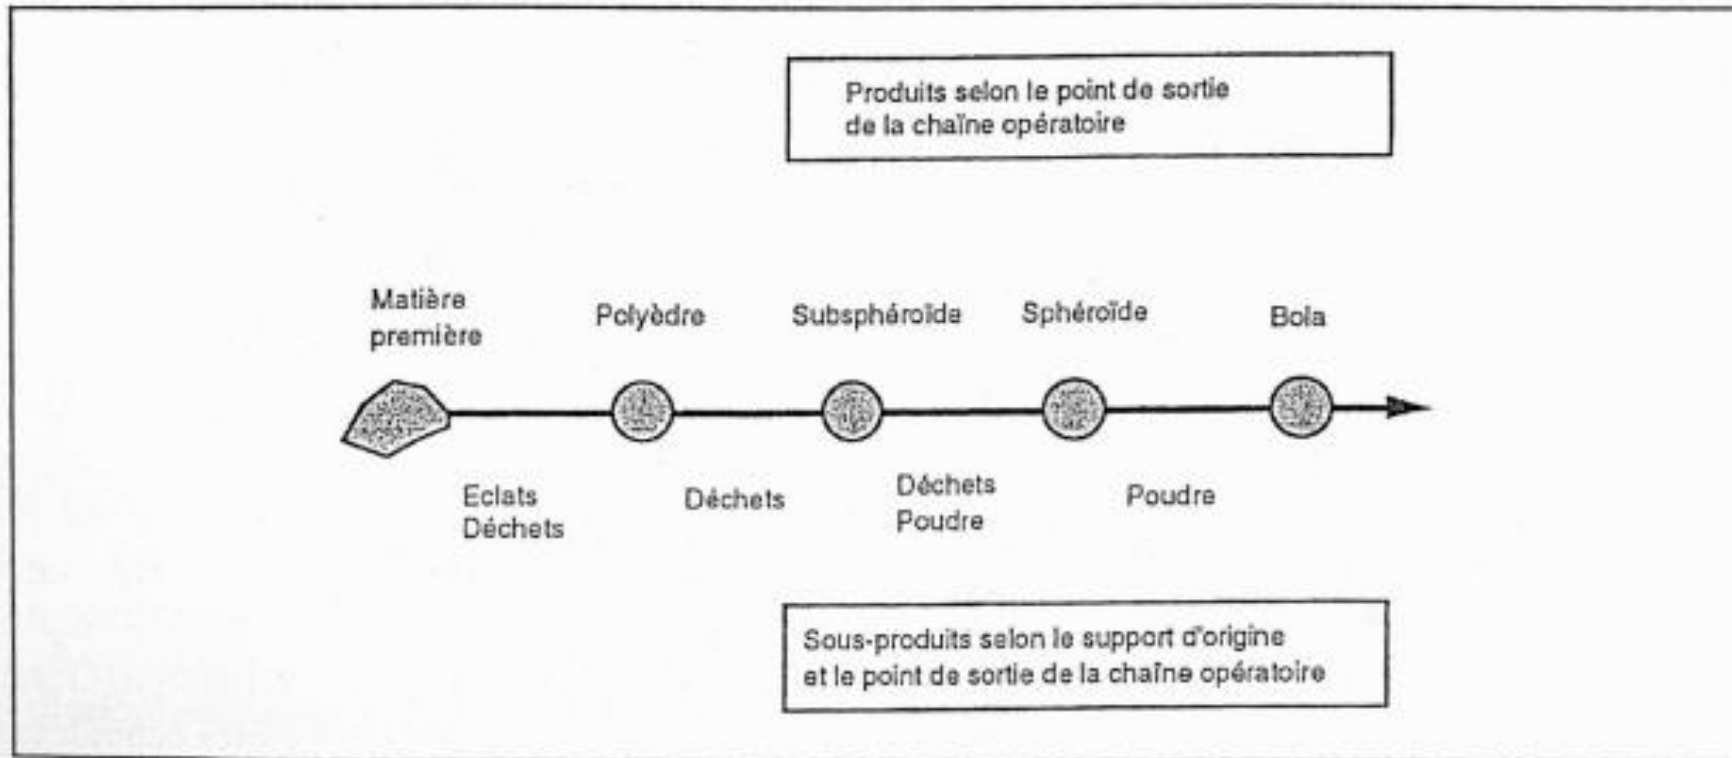 Produits selon le point de sortie
de la chaîne opératoire
Matière
première
Polyèdre
Subsphéroïde
Sphéroïde
Bola
Eclats
Déchets
Déchets
Déchets
Poudre
Poudre
Sous-produits selon le support d'origine
et le point de sortie de la chaîne opératoire